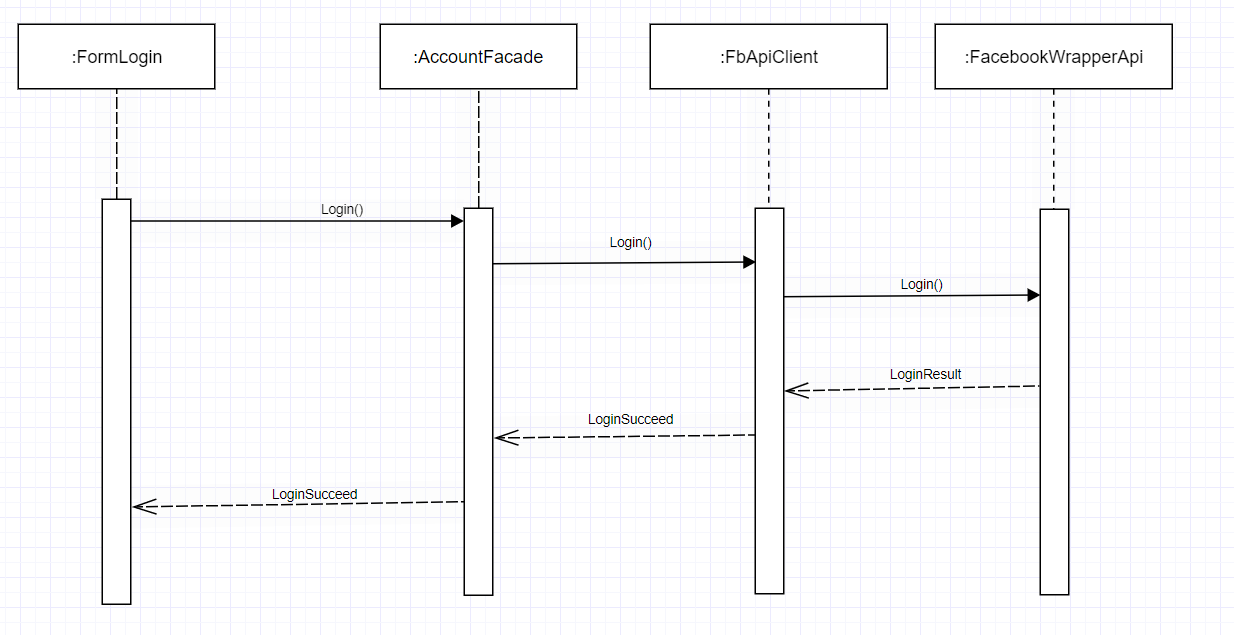 :FormLogin
:AccountFacade
:FbApiClient
:FacebookWrapperApi
Login()
Login()
Login()
LoginResult
LoginSucceed
LoginSucceed